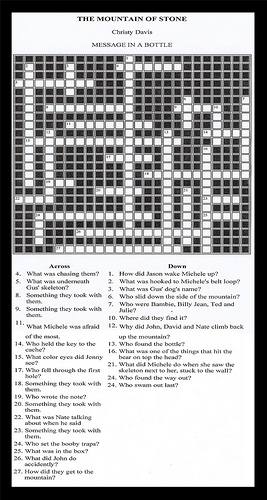 THE MOUNTAIN OF STONE
Christy Davis
MESSAGE IN A BOTTLE
Across
4. What was chasing them?
5. What was underneath
Gus' skeleton?
8. Something they took with
them.
9. Something they took with
them.
11. What Michele was afraid
of the most.
14. Who held the key to the
cache?
15. What color eyes did Jenny
see?
17. Who fell through the first
hole?
18. Something they took with
them.
19. Who wrote the note?
20. Something they took with
them.
22. What was Nate talking
about when he said
23. Something they took with
them.
24. Who set the booby traps?
25. What was in the box?
26. What did John do
accidently?
27. How did they get to the
mountain?
Down
1. How did Jason wake Michele up?
2. What was hooked to Michele's belt loop?
3. What was Gus' dog's name?
6. Who slid down the side of the mountain?
7. Who were Bambie, Billy Jean, Ted and
Julie?
10. Where did they find it?
12. Why did John, David and Nate climb back
up the mountain?
13. Who found the bottle?
16. What was one of the things that hit the
bear on top the head?
21. What did Michele do when she saw the
skeleton next to her, stuck to the wall?
24. Who found the way out?
24. Who swam out last?